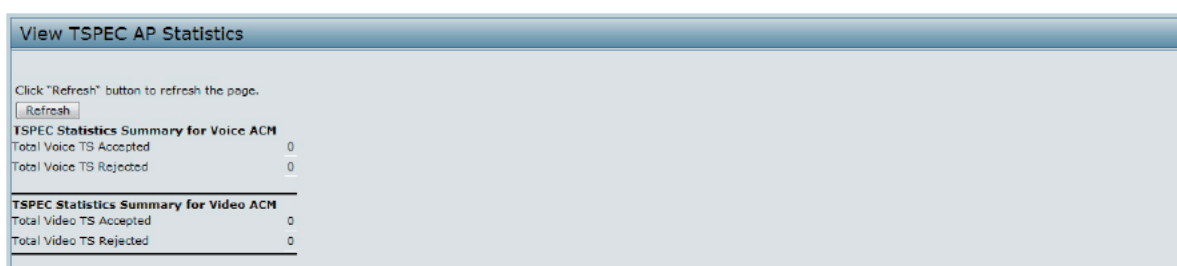 View TSPEC AP Statistics
Click "Refresh" button to refresh the page.
Refresh
TSPEC Statistics Summary for Voice ACM
Total Voice TS Accepted 0
Total Voice TS Rejected 0
TSPEC Statistics Summary for Video ACM
Total Video TS Accepted 0
Total Video TS Rejected 0